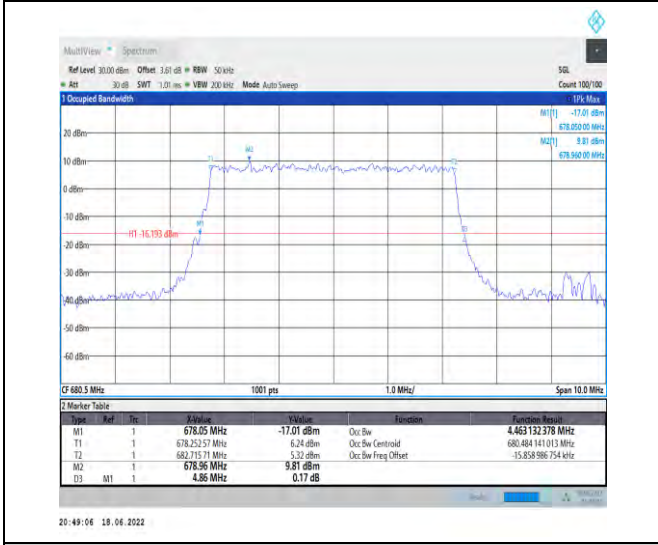 MultiView Spectrum
Ref Level 30.00 dBm Offset 3.61 dB RBW 50 kHz SGL
Att 30 dB SWT 1.01 ms VBW 200 kHz Mode Auto Sweep Count 100/100
1 Occupied Bandwidth 1Pk Max
M1[1] -17.01 dBm
678.050 00 MHz
M2[1] 9.81 dBm
678.960 00 MHz
20 dBm
M2
T1 T2
10 dBm
0 dBm
-10 dBm
M1 D3
H1 -16.193 dBm
-20 dBm
-30 dBm
-40 dBm
-50 dBm
-60 dBm
CF 680.5 MHz 1001 pts 1.0 MHz/ Span 10.0 MHz
2 Marker Table
Type Ref Trc X-Value Y-Value Function Function Result
M1 1 678.05 MHz -17.01 dBm Occ Bw 4.463 132 378 MHz
T1 1 678.252 57 MHz 6.24 dBm Occ Bw Centroid 680.484 141 013 MHz
T2 1 682.715 71 MHz 5.32 dBm Occ Bw Freq Offset -15.858 986 754 kHz
M2 1 678.96 MHz 9.81 dBm
D3 M1 1 4.86 MHz 0.17 dB
20:49:06 18.06.2022